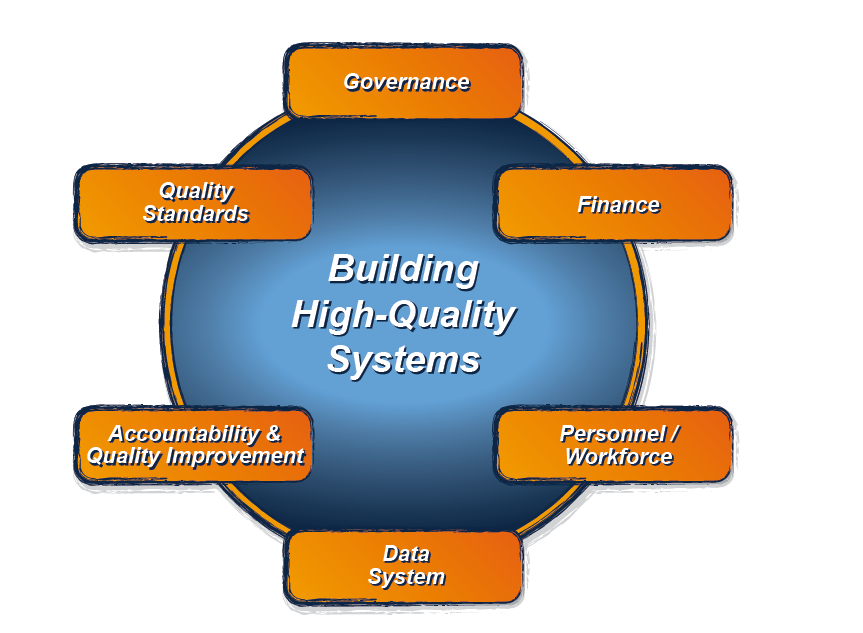 Governance
Quality
Standards
Finance
Building
High-Quality
Systems
Accountability &
Quality Improvement
Personnel /
Workforce
Data
System